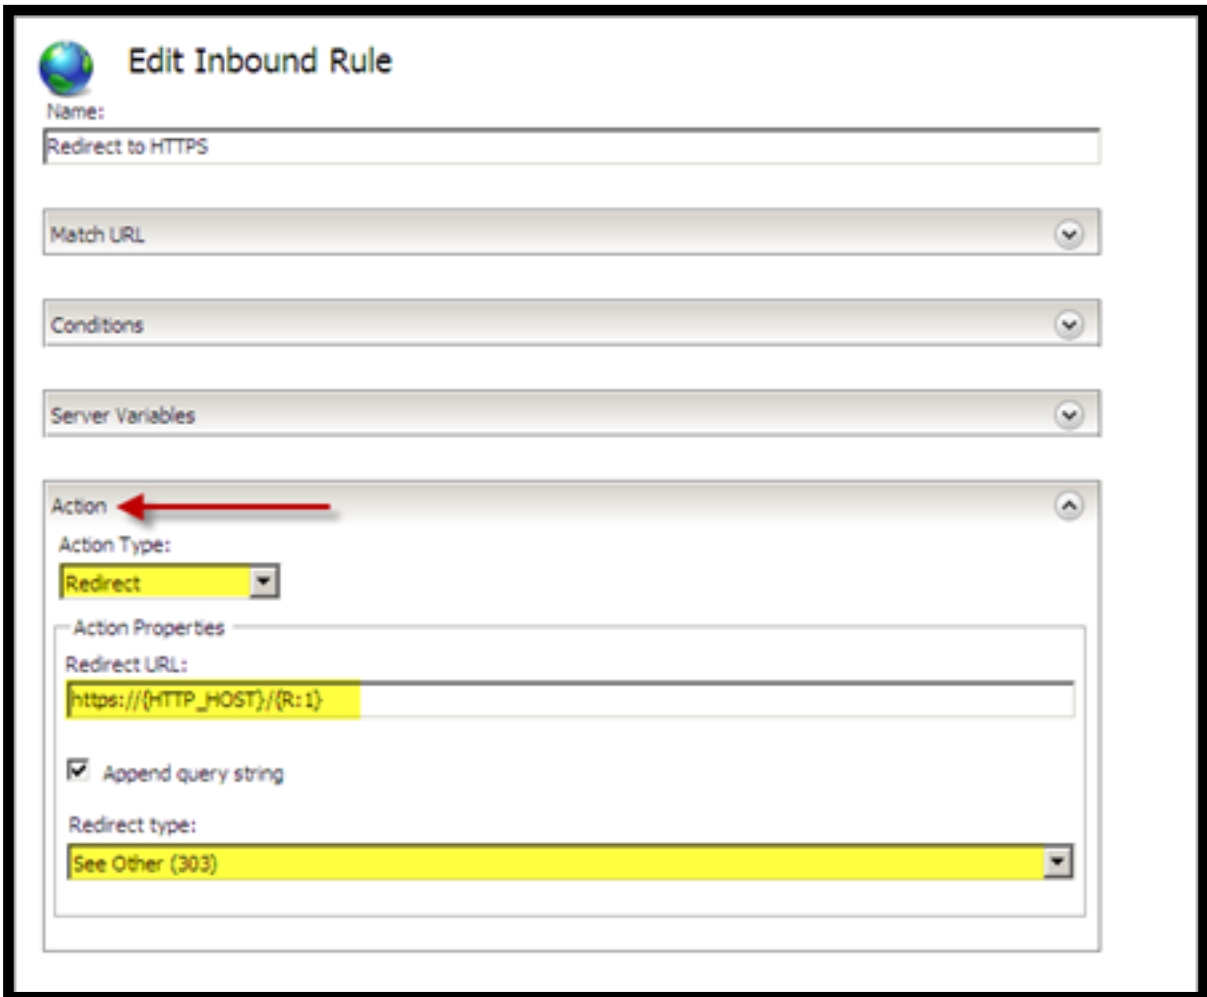 Edit Inbound Rule
Name:
Redirect to HTTPS
Match URL
Conditions
Server Variables
Action
Action Type:
Redirect
Action Properties
Redirect URL:
https://{HTTP_HOST}/{R:1}
Append query string
Redirect type:
See Other (303)